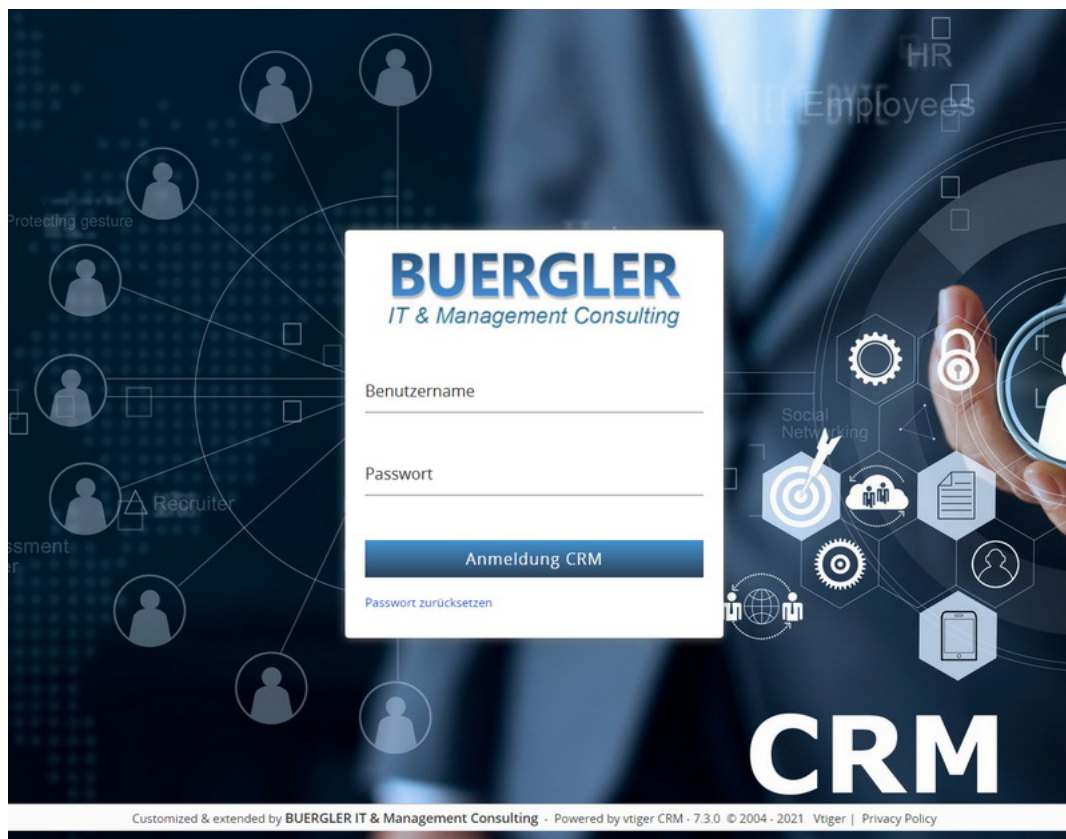 HR
Employees
Protecting gesture
BUERGLER
IT & Management Consulting
Benutzername
Social
Networking
Passwort
Recruiter
Anmeldung CRM
Passwort zurücksetzen
CRM
Customized & extended by BUERGLER IT & Management Consulting - Powered by vtiger CRM - 7.3.0 © 2004 - 2021 Vtiger | Privacy Policy